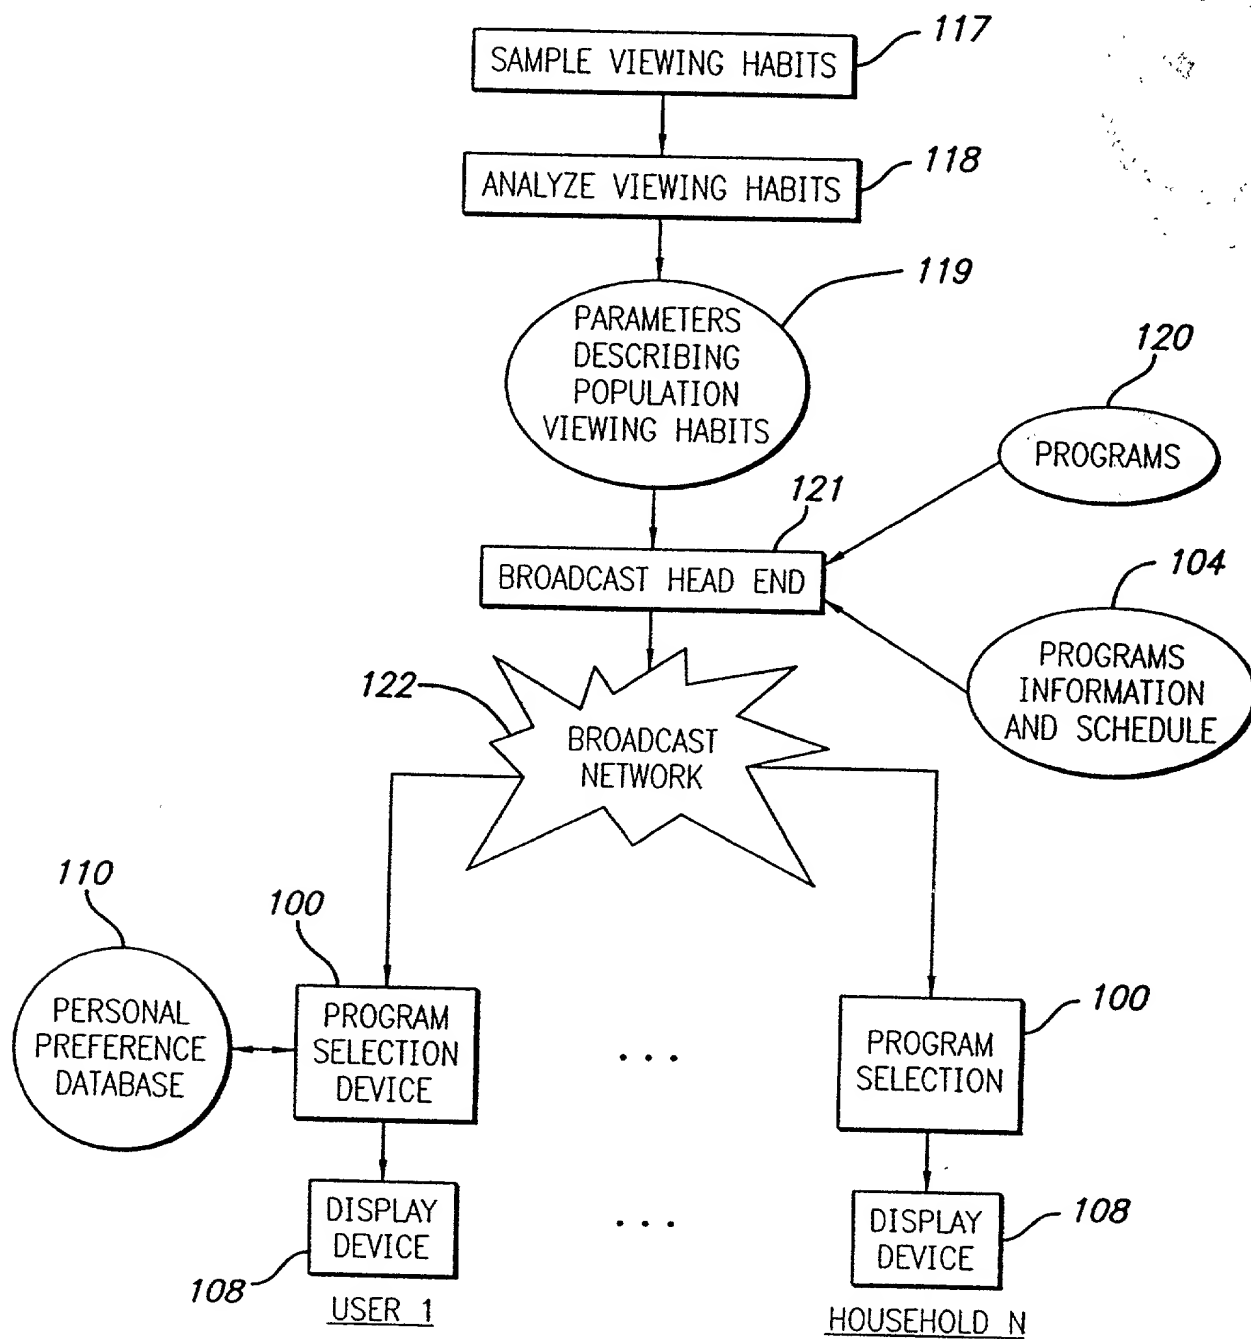 117
SAMPLE VIEWING HABITS
118
ANALYZE VIEWING HABITS
119
PARAMETERS
DESCRIBING
POPULATION
VIEWING HABITS
120
PROGRAMS
121
BROADCAST HEAD END
104
PROGRAMS
INFORMATION
AND SCHEDULE
122
BROADCAST
NETWORK
110
PERSONAL
PREFERENCE
DATABASE
100
PROGRAM
SELECTION
DEVICE
...
100
PROGRAM
SELECTION
DISPLAY
DEVICE
108
USER 1
...
DISPLAY
DEVICE
108
HOUSEHOLD N